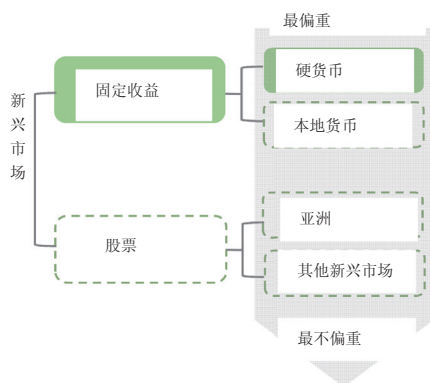 最偏重
新兴市场
固定收益
硬货币
本地货币
股票
亚洲
其他新兴市场
最不偏重